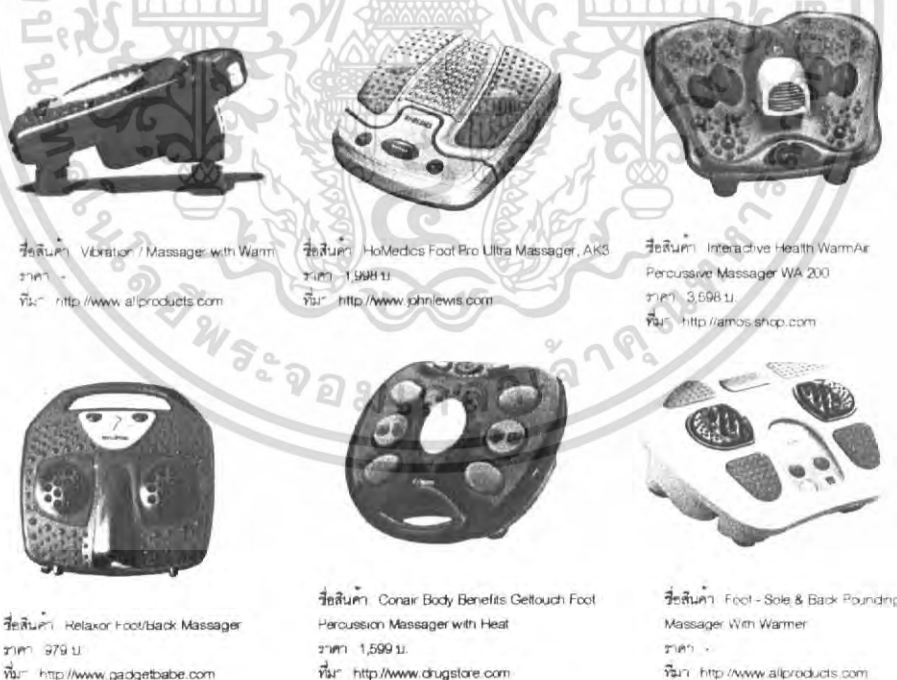 ชื่อสินค้า Vibration / Massager with Warm
ราคา -
ที่มา http://www.allproducts.com
ชื่อสินค้า HoMedics Foot Pro Ultra Massager, AK3
ราคา 1,998 บ.
ที่มา http://www.johnlewis.com
ชื่อสินค้า Interactive Health WarmAir
Percussive Massager WA 200
ราคา 3,598 บ.
ที่มา http://amos.shop.com
ชื่อสินค้า Relaxor Foot/Back Massager
ราคา 979 บ.
ที่มา http://www.gadgetbabe.com
ชื่อสินค้า Conair Body Benefits Geltouch Foot
Percussion Massager with Heat
ราคา 1,599 บ.
ที่มา http://www.drugstore.com
ชื่อสินค้า Foot - Sole & Back Pounding
Massager With Warmer
ราคา -
ที่มา http://www.allproducts.com